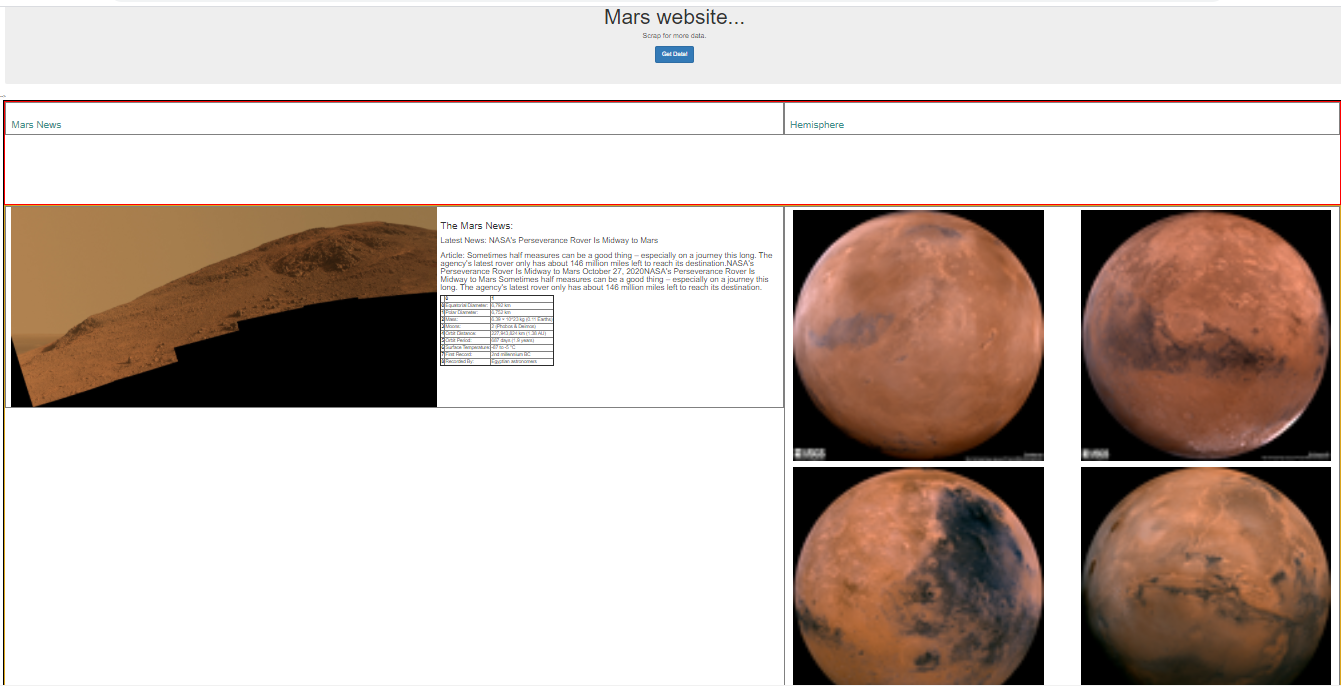 Mars website...
Scrap for more data.
Get Data!
Mars News
Hemisphere
The Mars News:
Latest News: NASA's Perseverance Rover Is Midway to Mars
Article: Sometimes half measures can be a good thing – especially on a journey this long. The
agency's latest rover only has about 146 million miles left to reach its destination.NASA's
Perseverance Rover Is Midway to Mars October 27, 2020NASA's Perseverance Rover Is
Midway to Mars Sometimes half measures can be a good thing – especially on a journey this
long. The agency's latest rover only has about 146 million miles left to reach its destination.
0 1
0 Equatorial Diameter: 6,792 km
1 Polar Diameter: 6,752 km
2 Mass: 6.39 × 10^23 kg (0.11 Earths)
3 Moons: 2 (Phobos & Deimos)
4 Orbit Distance: 227,943,824 km (1.38 AU)
5 Orbit Period: 687 days (1.9 years)
6 Surface Temperature: -87 to -5 °C
7 First Record: 2nd millennium BC
8 Recorded By: Egyptian astronomers
USGS
USGS